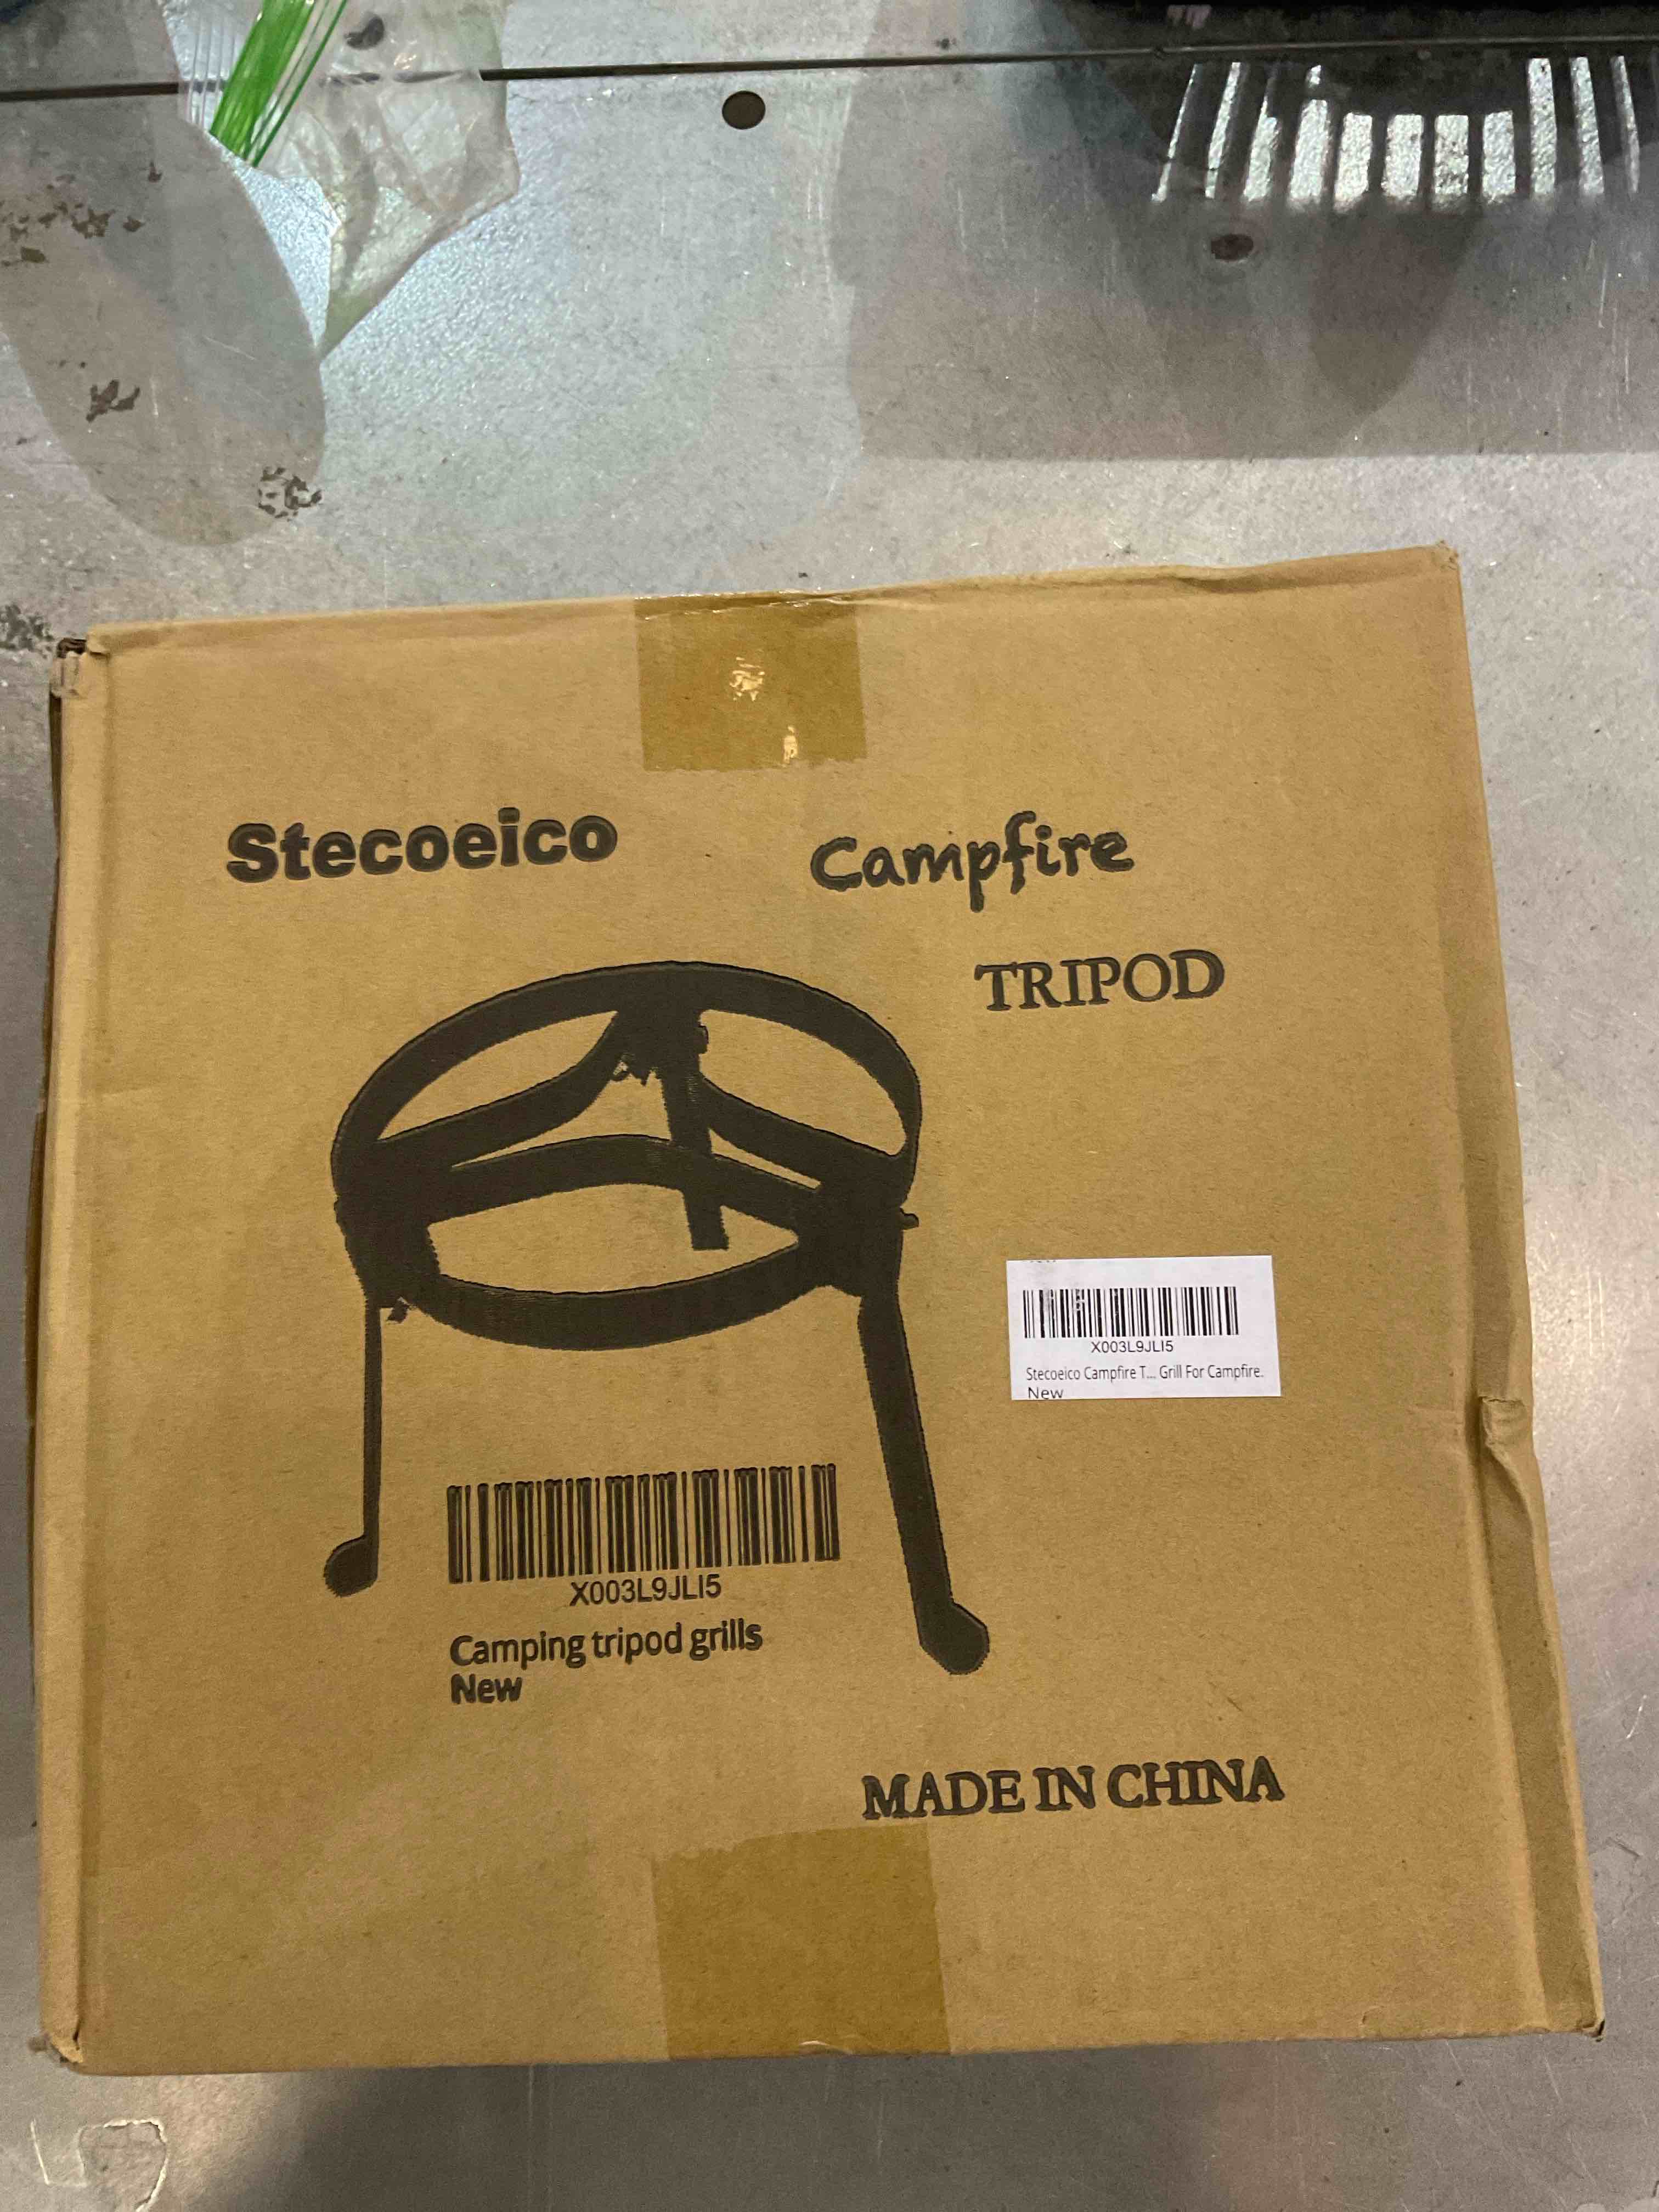 Stecoeico
Campfire
TRIPOD
X003L9JLI5
Stecoeico Campfire T... Grill For Campfire.
New
X003L9JLI5
Camping tripod grills
New
MADE IN CHINA